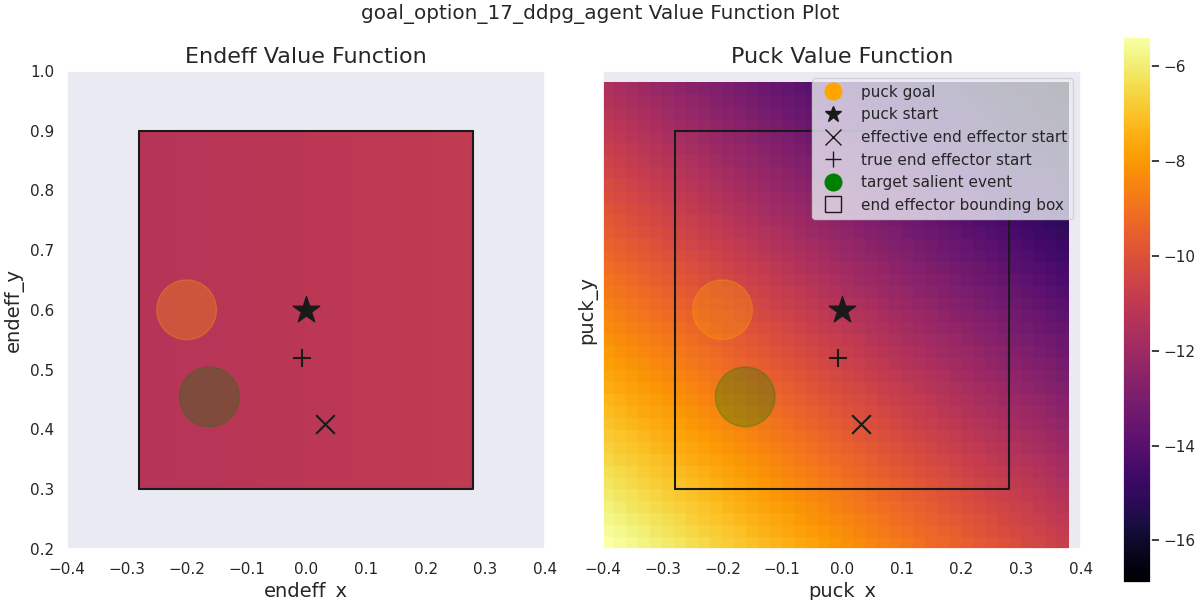 goal_option_17_ddpg_agent Value Function Plot
Endeff Value Function
1.0
0.9
0.8
0.7
0.6
0.5
0.4
0.3
0.2
endeff_y
−0.4 −0.3 −0.2 −0.1 0.0 0.1 0.2 0.3 0.4
endeff_x
Puck Value Function
puck goal
puck start
effective end effector start
true end effector start
target salient event
end effector bounding box
puck_y
−0.4 −0.3 −0.2 −0.1 0.0 0.1 0.2 0.3 0.4
puck_x
−6
−8
−10
−12
−14
−16